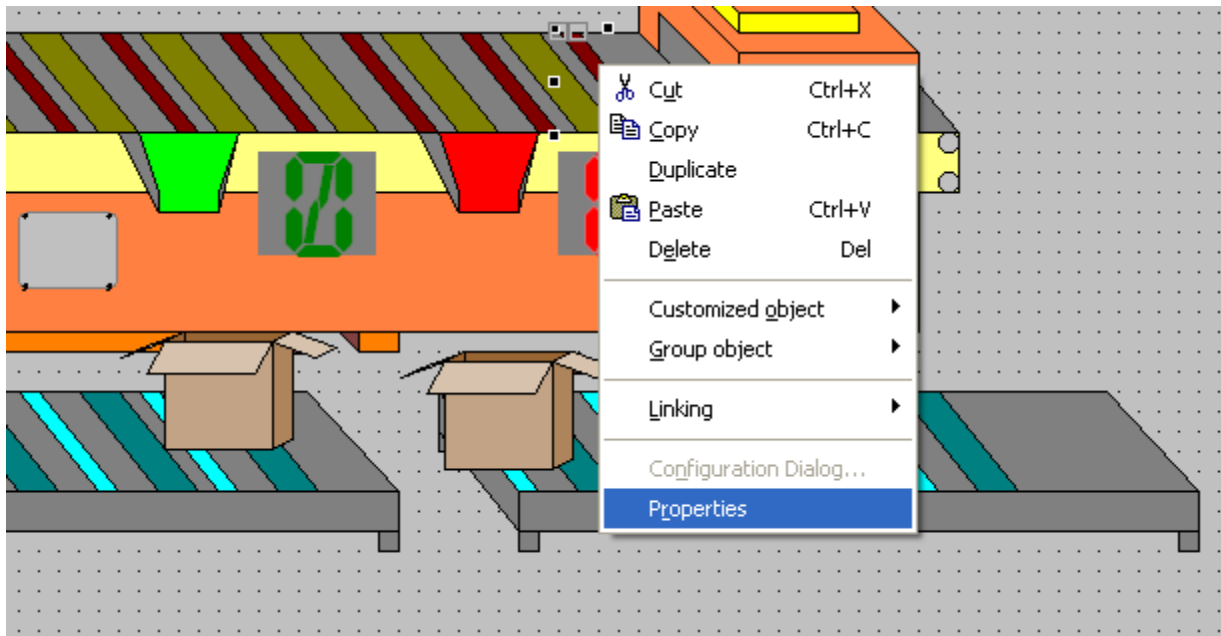 Cut Ctrl+X
Copy Ctrl+C
Duplicate
Paste Ctrl+V
Delete Del
Customized object
Group object
Linking
Configuration Dialog...
Properties